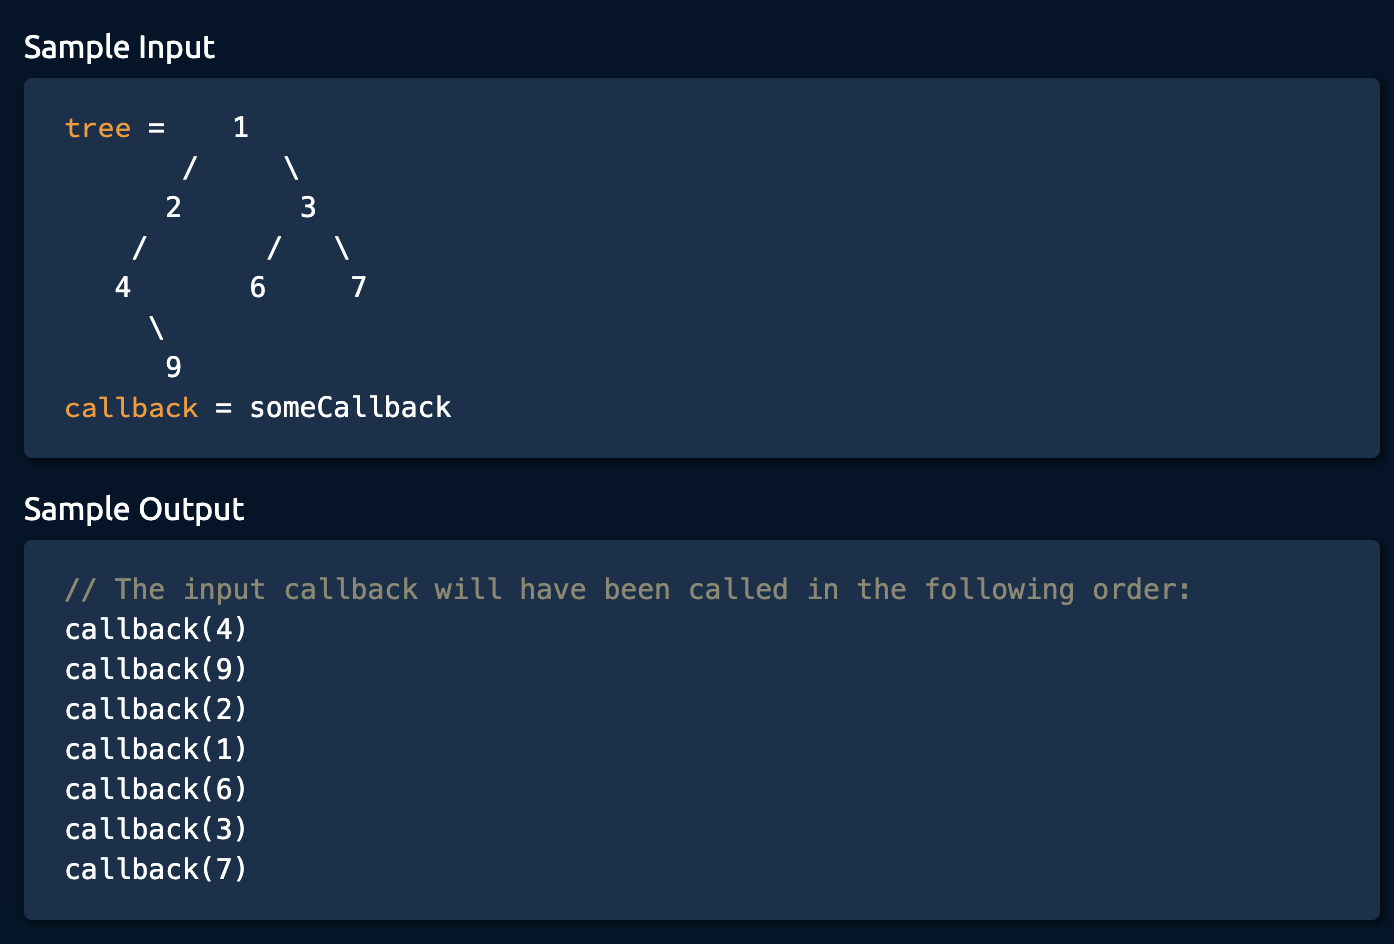 Sample Input
tree =    1
       /     \
      2       3
    /       /   \
   4       6     7
     \
      9
callback = someCallback
Sample Output
// The input callback will have been called in the following order:
callback(4)
callback(9)
callback(2)
callback(1)
callback(6)
callback(3)
callback(7)